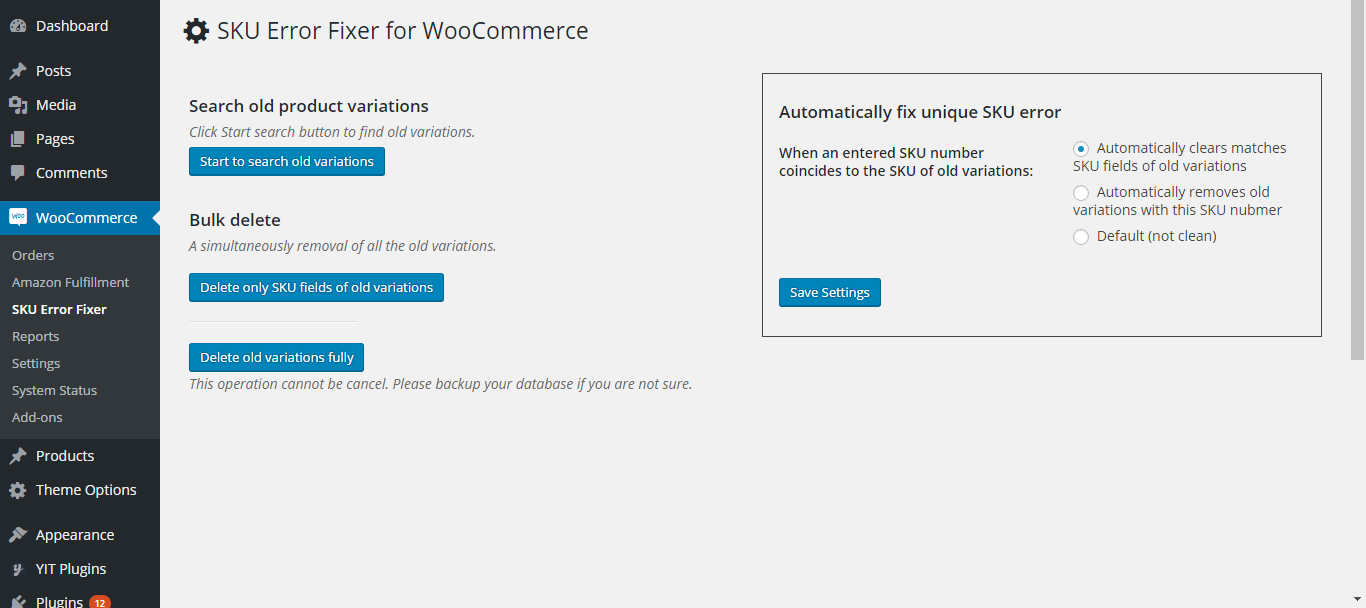 Dashboard
Posts
Media
Pages
Comments
Woo
WooCommerce
Orders
Amazon Fulfillment
SKU Error Fixer
Reports
Settings
System Status
Add-ons
Products
Theme Options
Appearance
YIT Plugins
Plugins 12
SKU Error Fixer for WooCommerce
Search old product variations
Click Start search button to find old variations.
Start to search old variations
Bulk delete
A simultaneously removal of all the old variations.
Delete only SKU fields of old variations
Delete old variations fully
This operation cannot be cancel. Please backup your database if you are not sure.
Automatically fix unique SKU error
When an entered SKU number
coincides to the SKU of old variations:
Automatically clears matches
SKU fields of old variations
Automatically removes old
variations with this SKU nubmer
Default (not clean)
Save Settings